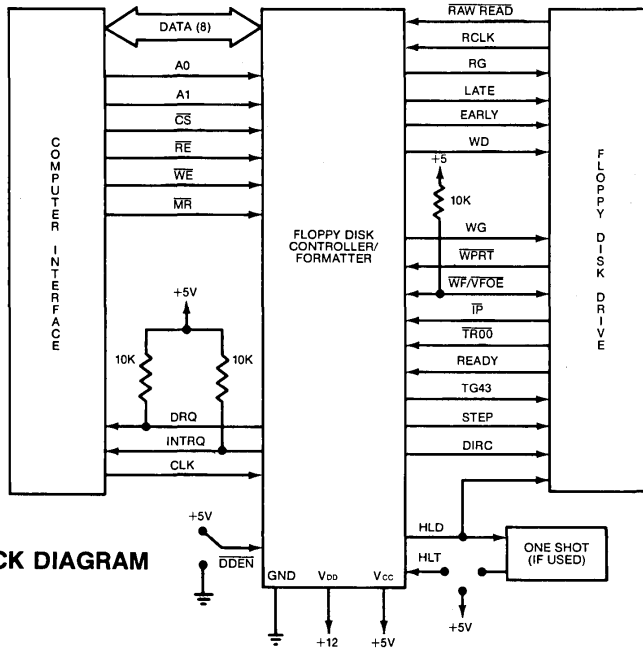 DATA (8)
A0
A1
CS
RE
WE
MR
COMPUTER INTERFACE
+5V
10K
10K
DRQ
INTRQ
CLK
+5V
DDEN
CK DIAGRAM
FLOPPY DISK
CONTROLLER/
FORMATTER
GND
VDD
VCC
+12
+5V
RAW READ
RCLK
RG
LATE
EARLY
WD
+5
10K
WG
WPRT
WF/VFOE
IP
TR00
READY
TG43
STEP
DIRC
HLD
HLT
+5V
ONE SHOT
(IF USED)
FLOPPY DISK DRIVE